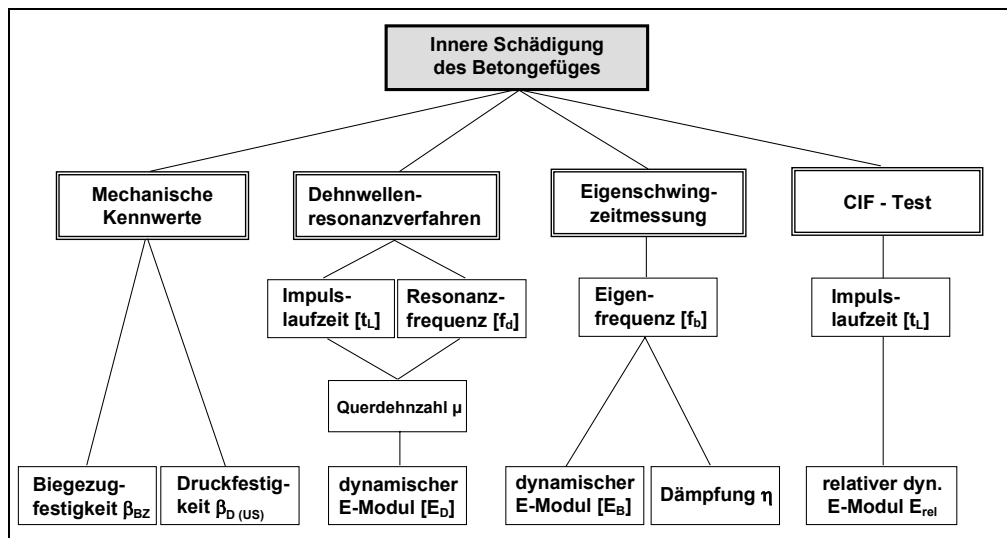 Innere Schädigung
des Betongefüges
Mechanische
Kennwerte
Dehnwellen-
resonanzverfahren
Eigenschwing-
zeitmessung
CIF - Test
Impuls-
laufzeit [tL]
Resonanz-
frequenz [fd]
Eigen-
frequenz [fb]
Impuls-
laufzeit [tL]
Querdehnzahl µ
Biegezug-
festigkeit βBZ
Druckfestig-
keit βD (US)
dynamischer
E-Modul [ED]
dynamischer
E-Modul [EB]
Dämpfung η
relativer dyn.
E-Modul Erel